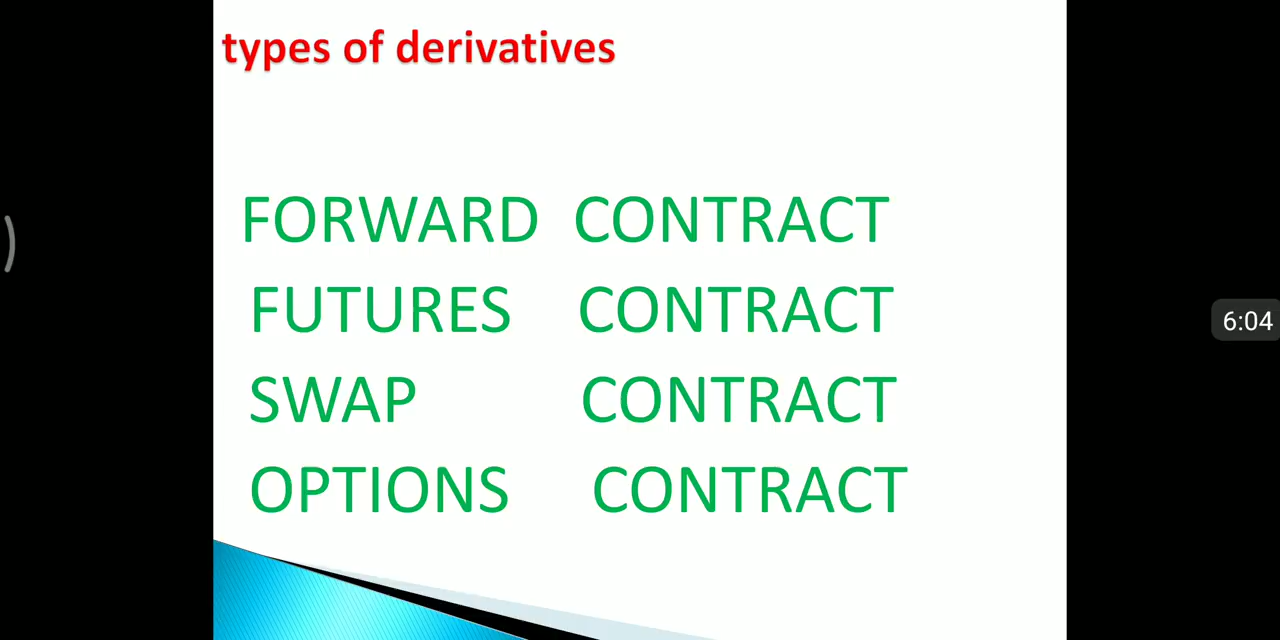 types of derivatives
FORWARD CONTRACT
FUTURES CONTRACT
SWAP CONTRACT
OPTIONS CONTRACT
6:04